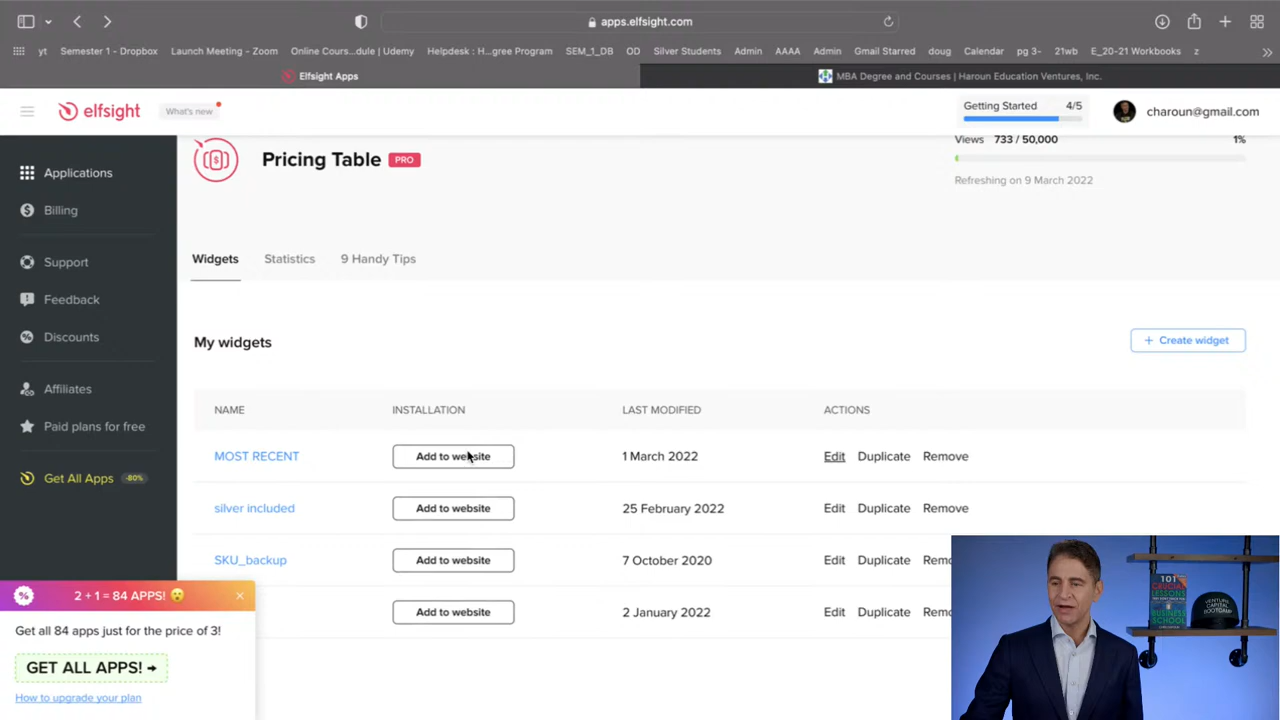 apps.elfsight.com
yt Semester 1 - Dropbox Launch Meeting - Zoom Online Cours...dule | Udemy Helpdesk : H...gree Program SEM_1_DB OD Silver Students Admin AAAA Admin Gmail Starred doug Calendar pg 3- 21wb E_20-21 Workbooks z
Elfsight Apps
MBA Degree and Courses | Haroun Education Ventures, Inc.
elfsight What's new
Getting Started 4/5
charoun@gmail.com
Applications
Billing
Support
Feedback
Discounts
Affiliates
Paid plans for free
Get All Apps -80%
Pricing Table PRO
Views 733 / 50,000 1%
Refreshing on 9 March 2022
Widgets Statistics 9 Handy Tips
My widgets
+ Create widget
NAME INSTALLATION LAST MODIFIED ACTIONS
MOST RECENT Add to website 1 March 2022 Edit Duplicate Remove
silver included Add to website 25 February 2022 Edit Duplicate Remove
SKU_backup Add to website 7 October 2020 Edit Duplicate
Add to website 2 January 2022 Edit Duplicate
2 + 1 = 84 APPS!
Get all 84 apps just for the price of 3!
GET ALL APPS!
How to upgrade your plan
101
CRUCIAL
LESSONS
BUSINESS
SCHOOL
VENTURE
CAPITAL
BOOTCAMP